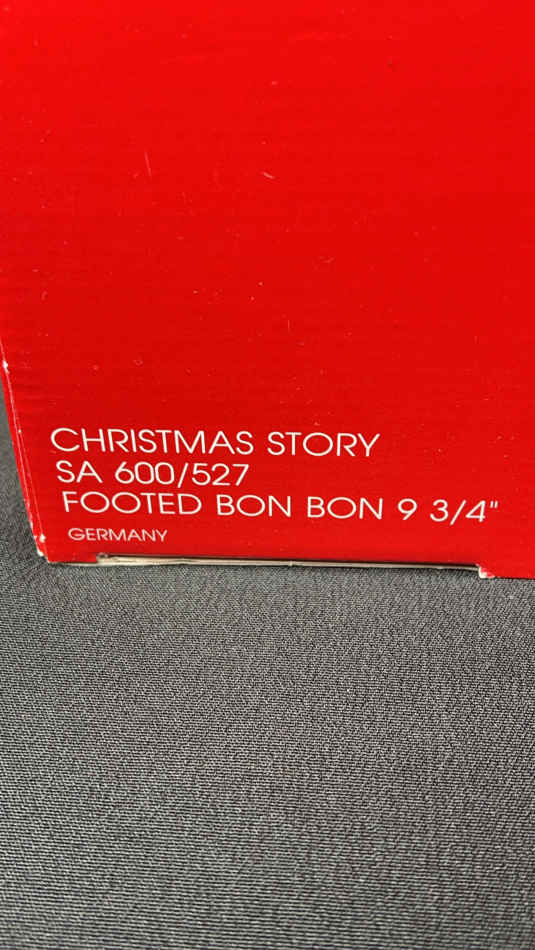 CHRISTMAS STORY
SA 600/527
FOOTED BON BON 9 3/4"
GERMANY